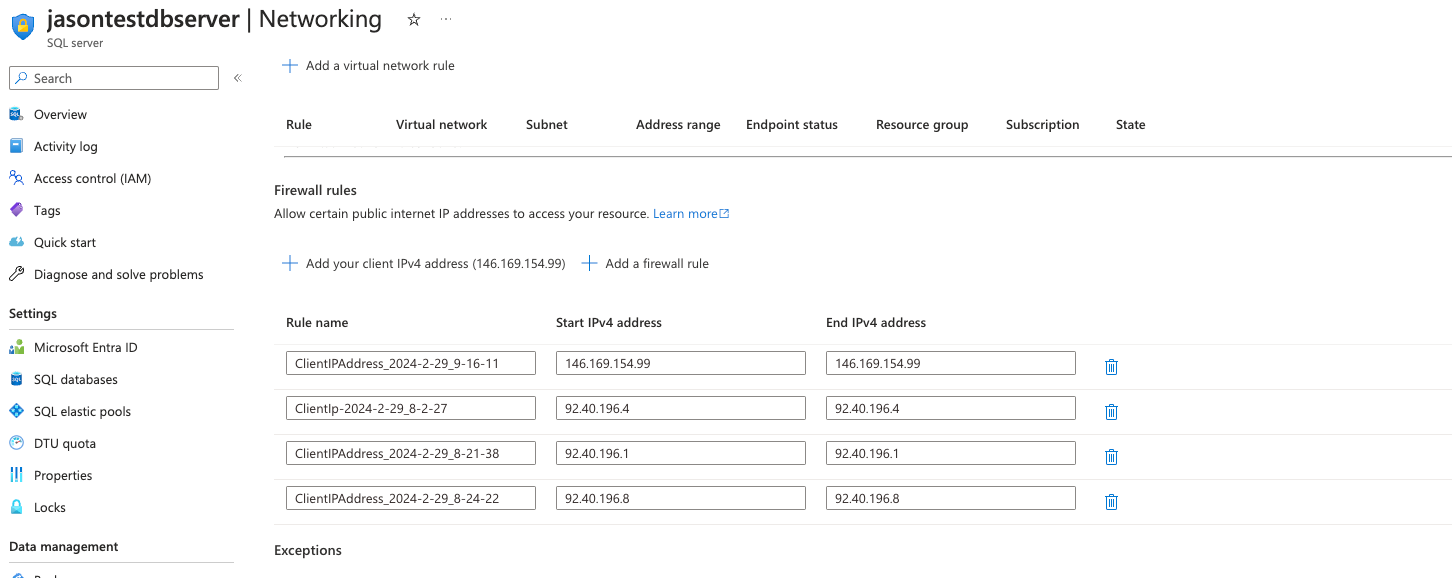 jasontestdbserver | Networking
SQL server
Search
Overview
Activity log
Access control (IAM)
Tags
Quick start
Diagnose and solve problems
Settings
Microsoft Entra ID
SQL databases
SQL elastic pools
DTU quota
Properties
Locks
Data management
Add a virtual network rule
Rule Virtual network Subnet Address range Endpoint status Resource group Subscription State
Firewall rules
Allow certain public internet IP addresses to access your resource. Learn more
Add your client IPv4 address (146.169.154.99) Add a firewall rule
Rule name Start IPv4 address End IPv4 address
ClientIPAddress_2024-2-29_9-16-11 146.169.154.99 146.169.154.99
ClientIp-2024-2-29_8-2-27 92.40.196.4 92.40.196.4
ClientIPAddress_2024-2-29_8-21-38 92.40.196.1 92.40.196.1
ClientIPAddress_2024-2-29_8-24-22 92.40.196.8 92.40.196.8
Exceptions